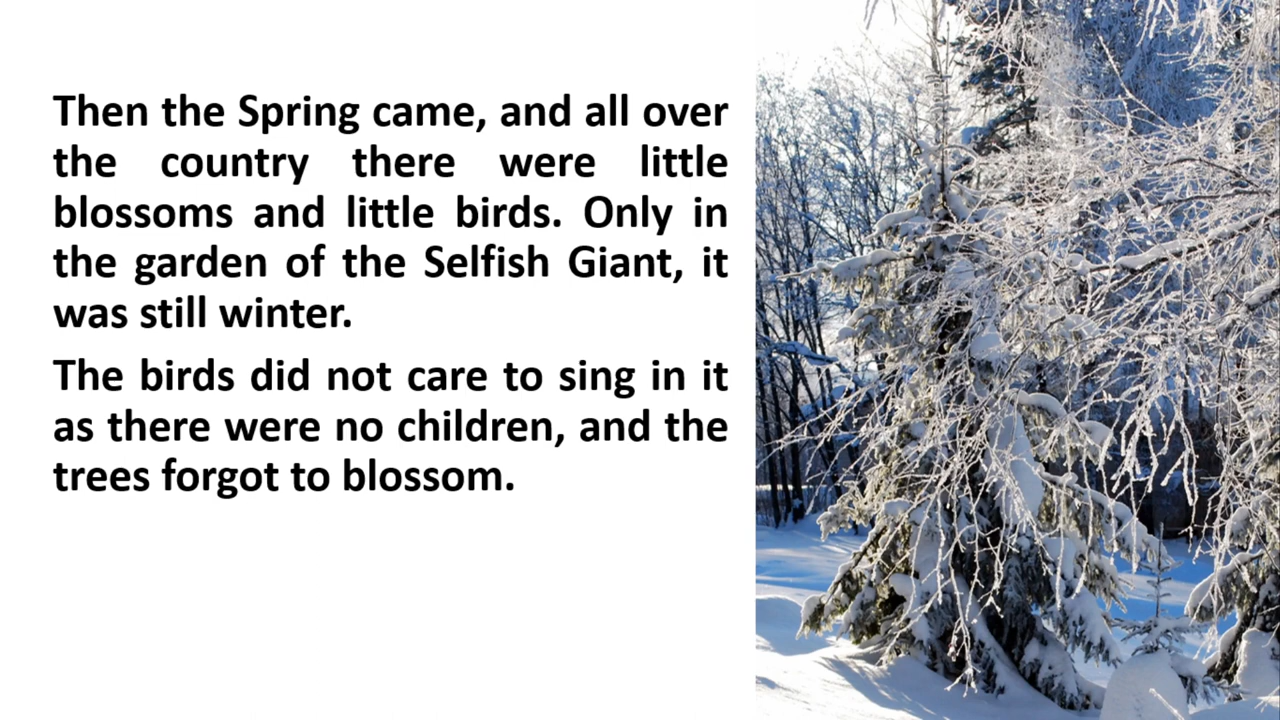 Then the Spring came, and all over
the country there were little
blossoms and little birds. Only in
the garden of the Selfish Giant, it
was still winter.
The birds did not care to sing in it
as there were no children, and the
trees forgot to blossom.